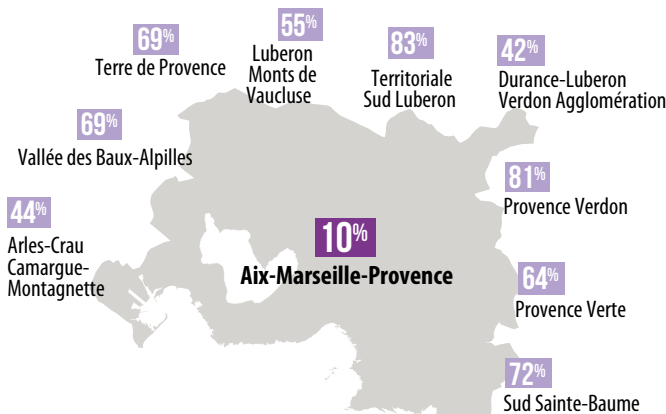 69%
Terre de Provence
55%
Luberon
Monts de
Vaucluse
83%
Territoriale
Sud Luberon
42%
Durance-Luberon
Verdon Agglomération
69%
Vallée des Baux-Alpilles
81%
Provence Verdon
44%
Arles-Crau
Camargue-
Montagnette
10%
Aix-Marseille-Provence
64%
Provence Verte
72%
Sud Sainte-Baume